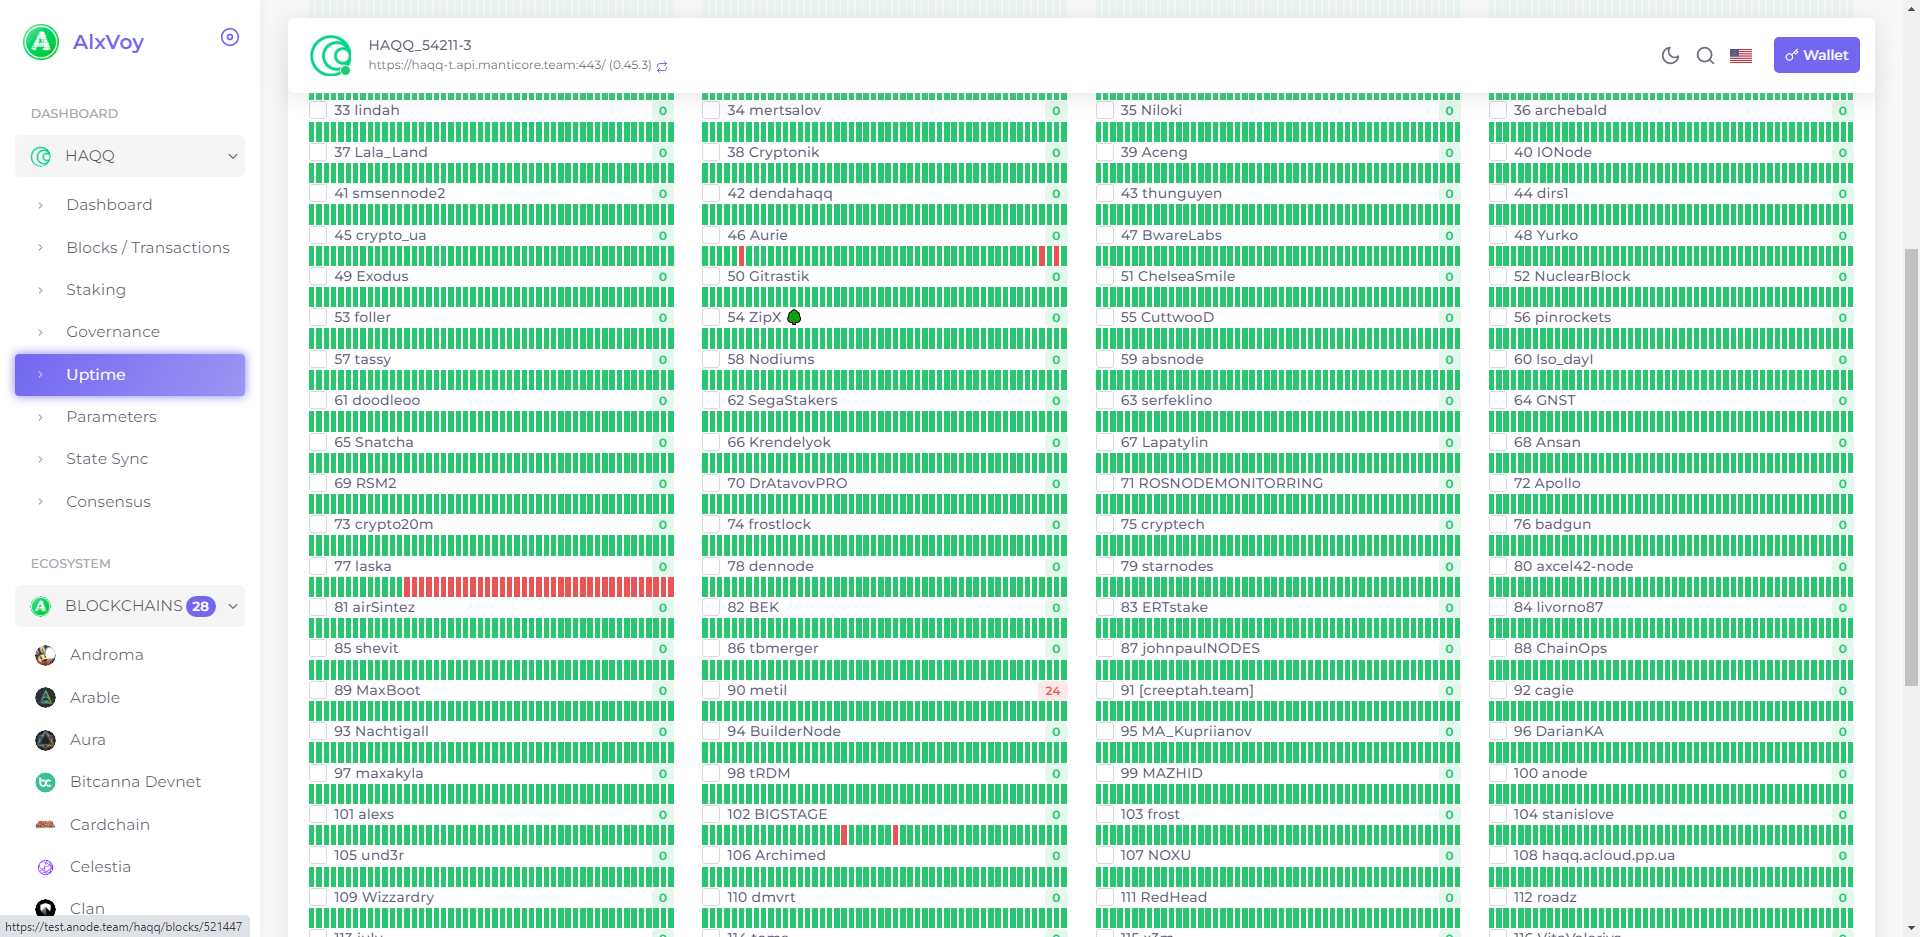 AlxVoy
HAQQ_54211-3
https://haqq-t.api.manticore.team:443/ (0.45.3)
Wallet
DASHBOARD
HAQQ
Dashboard
Blocks / Transactions
Staking
Governance
Uptime
Parameters
State Sync
Consensus
ECOSYSTEM
BLOCKCHAINS 28
Androma
Arable
Aura
Bitcanna Devnet
Cardchain
Celestia
Clan
https://test.anode.team/haqq/blocks/521447
33 lindah 0 34 mertsalov 0 35 Niloki 0 36 archebald 0
37 Lala_Land 0 38 Cryptonik 0 39 Aceng 0 40 IONode 0
41 smsennode2 0 42 dendahaqq 0 43 thunguyen 0 44 dirs1 0
45 crypto_ua 0 46 Aurie 0 47 BwareLabs 0 48 Yurko 0
49 Exodus 0 50 Gitrastik 0 51 ChelseaSmile 0 52 NuclearBlock 0
53 foller 0 54 ZipX 0 55 CuttwooD 0 56 pinrockets 0
57 tassy 0 58 Nodiums 0 59 absnode 0 60 lso_dayl 0
61 doodleoo 0 62 SegaStakers 0 63 serfeklino 0 64 GNST 0
65 Snatcha 0 66 Krendelyok 0 67 Lapatylin 0 68 Ansan 0
69 RSM2 0 70 DrAtavovPRO 0 71 ROSNODEMONITORRING 0 72 Apollo 0
73 crypto20m 0 74 frostlock 0 75 cryptech 0 76 badgun 0
77 laska 0 78 dennode 0 79 starnodes 0 80 axcel42-node 0
81 airSintez 0 82 BEK 0 83 ERTstake 0 84 livorno87 0
85 shevit 0 86 tbmerger 0 87 johnpaulNODES 0 88 ChainOps 0
89 MaxBoot 0 90 metil 24 91 [creeptah.team] 0 92 cagie 0
93 Nachtigall 0 94 BuilderNode 0 95 MA_Kupriianov 0 96 DarianKA 0
97 maxakyla 0 98 tRDM 0 99 MAZHID 0 100 anode 0
101 alexs 0 102 BIGSTAGE 0 103 frost 0 104 stanislove 0
105 und3r 0 106 Archimed 0 107 NOXU 0 108 haqq.acloud.pp.ua 0
109 Wizzardry 0 110 dmvrt 0 111 RedHead 0 112 roadz 0